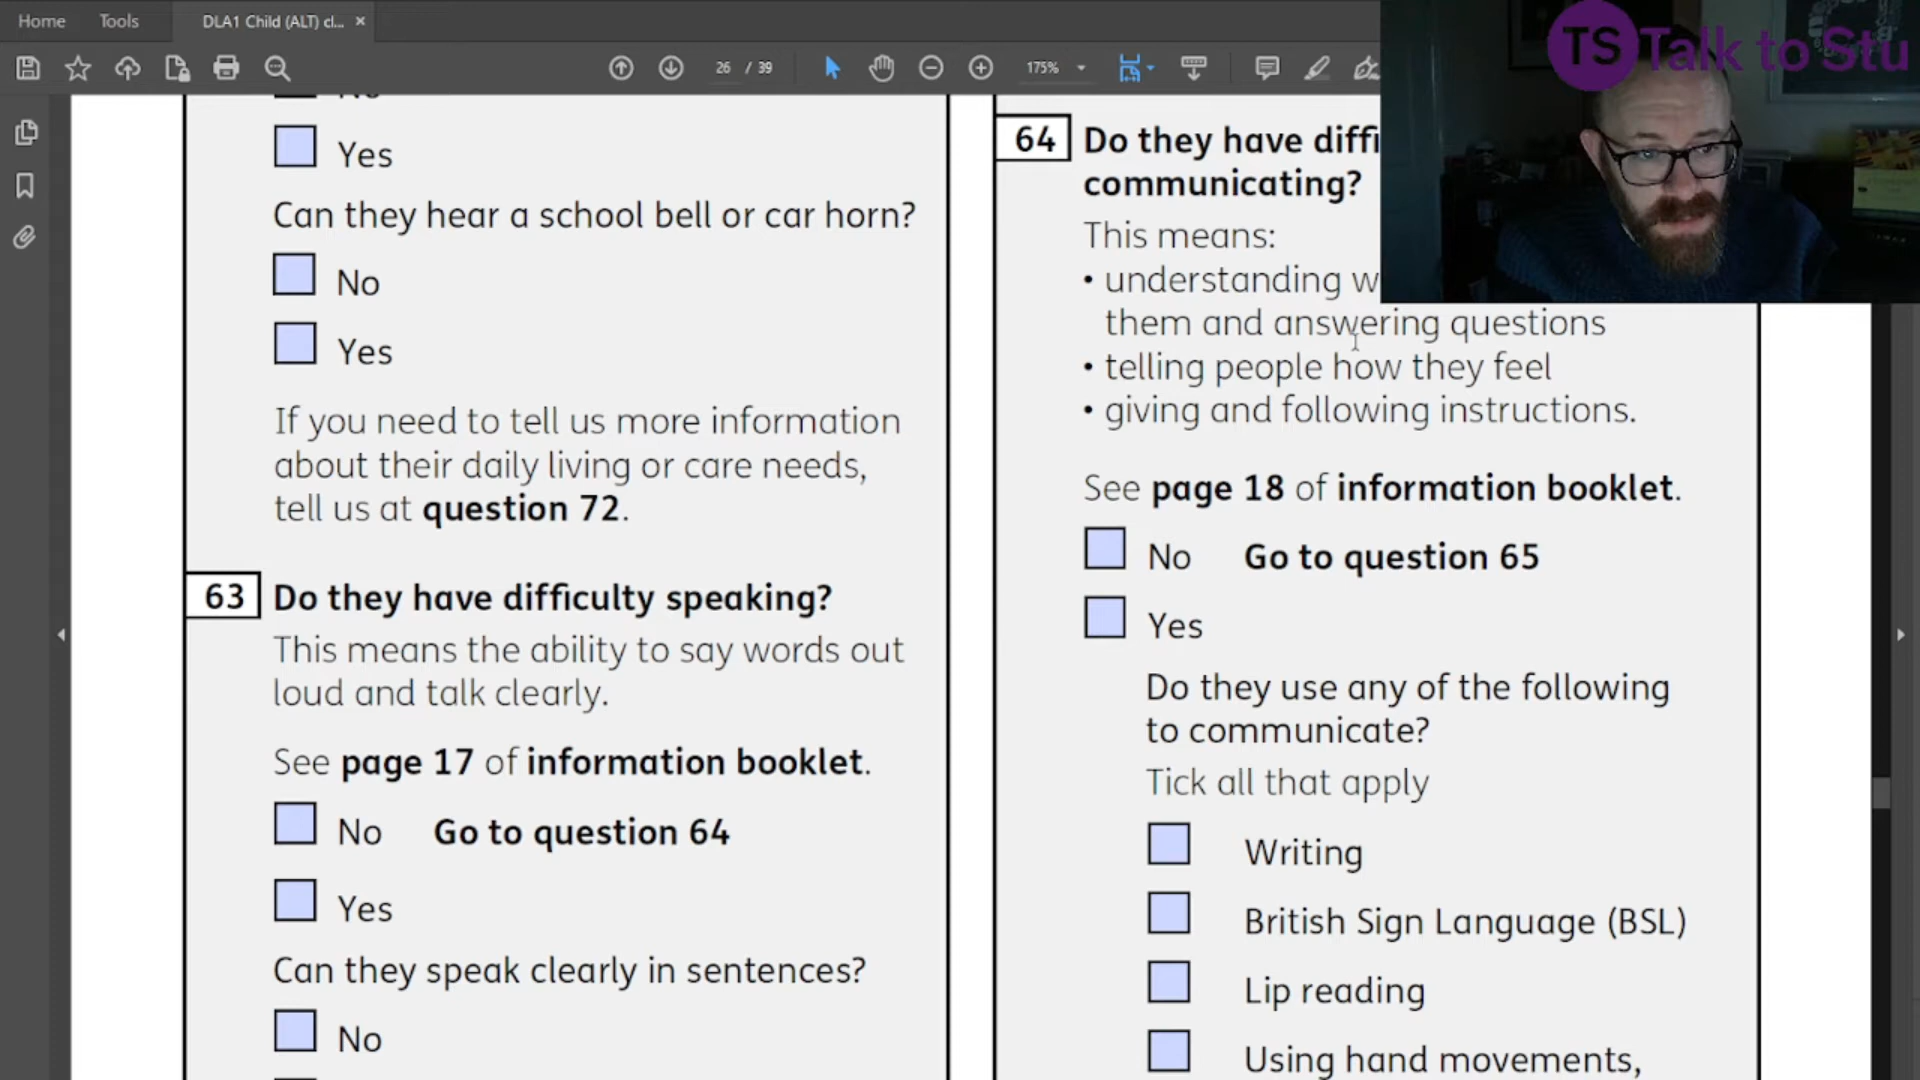 Home Tools DLA1 Child (ALT) cl...
26 / 39 175%
TS Talk to Stu
Yes
Can they hear a school bell or car horn?
No
Yes
If you need to tell us more information
about their daily living or care needs,
tell us at question 72.
63 Do they have difficulty speaking?
This means the ability to say words out
loud and talk clearly.
See page 17 of information booklet.
No Go to question 64
Yes
Can they speak clearly in sentences?
No
64 Do they have
communicating?
This means:
• understanding
them and answering questions
• telling people how they feel
• giving and following instructions.
See page 18 of information booklet.
No Go to question 65
Yes
Do they use any of the following
to communicate?
Tick all that apply
Writing
British Sign Language (BSL)
Lip reading
Using hand movements,